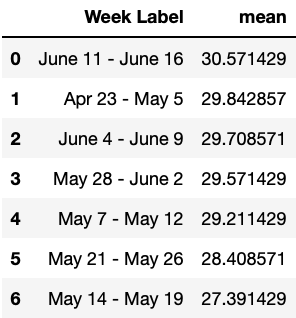 Week Label mean
0 June 11 - June 16 30.571429
1 Apr 23 - May 5 29.842857
2 June 4 - June 9 29.708571
3 May 28 - June 2 29.571429
4 May 7 - May 12 29.211429
5 May 21 - May 26 28.408571
6 May 14 - May 19 27.391429